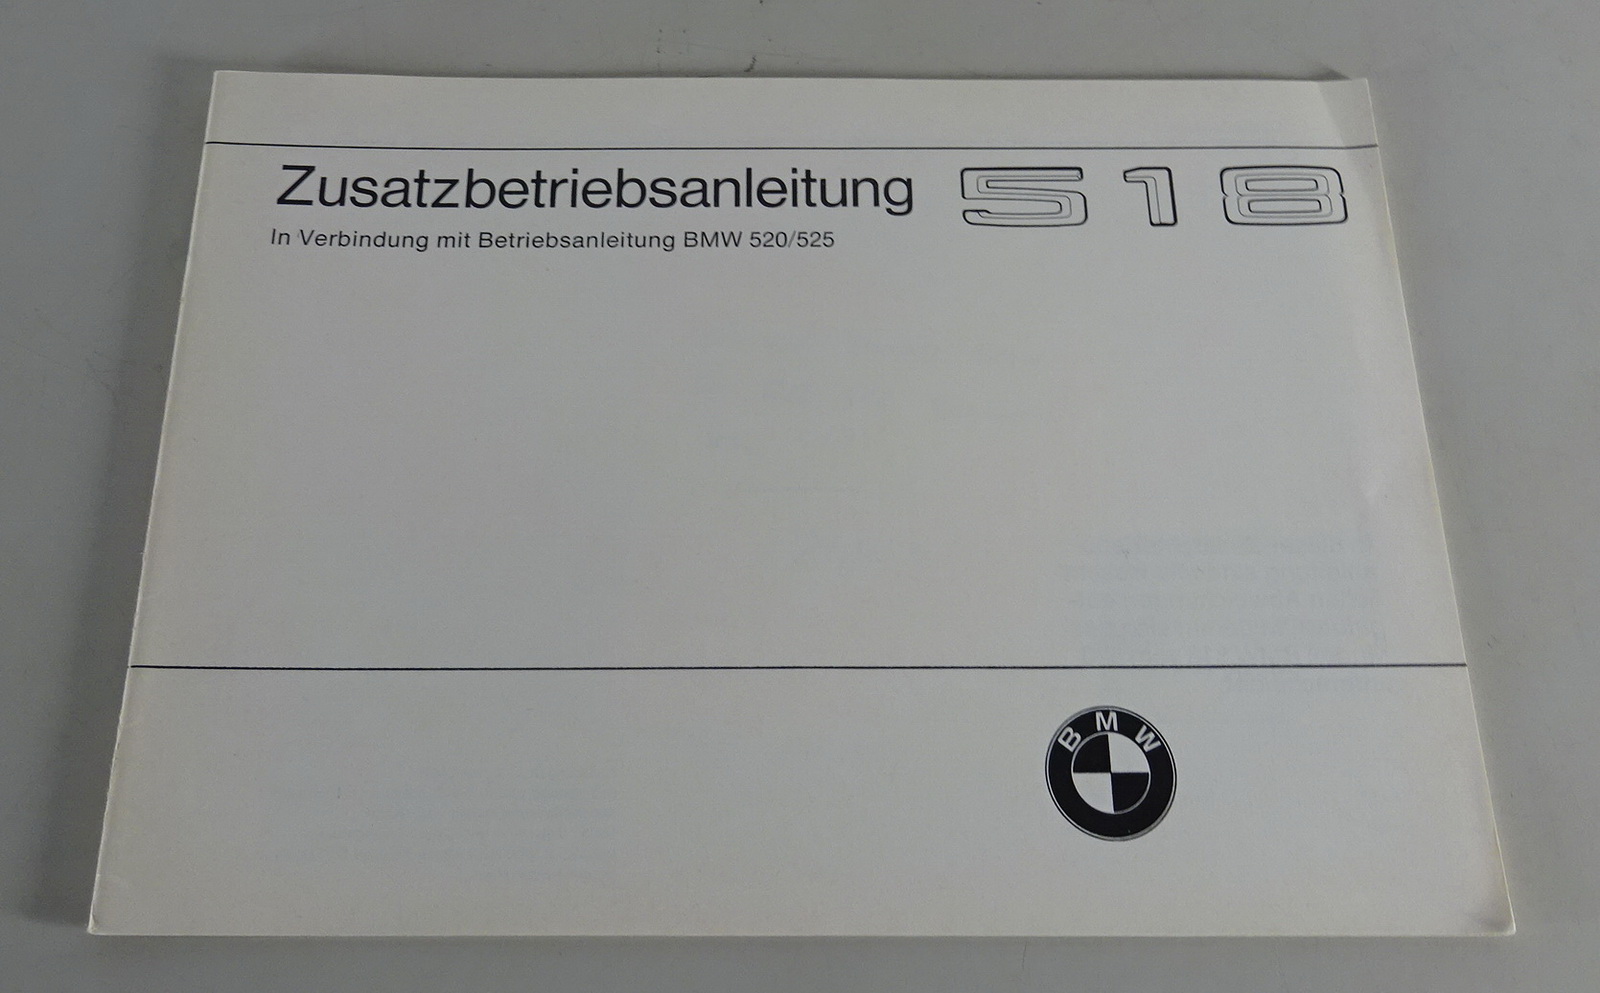 Zusatzbetriebsanleitung 518
In Verbindung mit Betriebsanleitung BMW 520/525
BMW